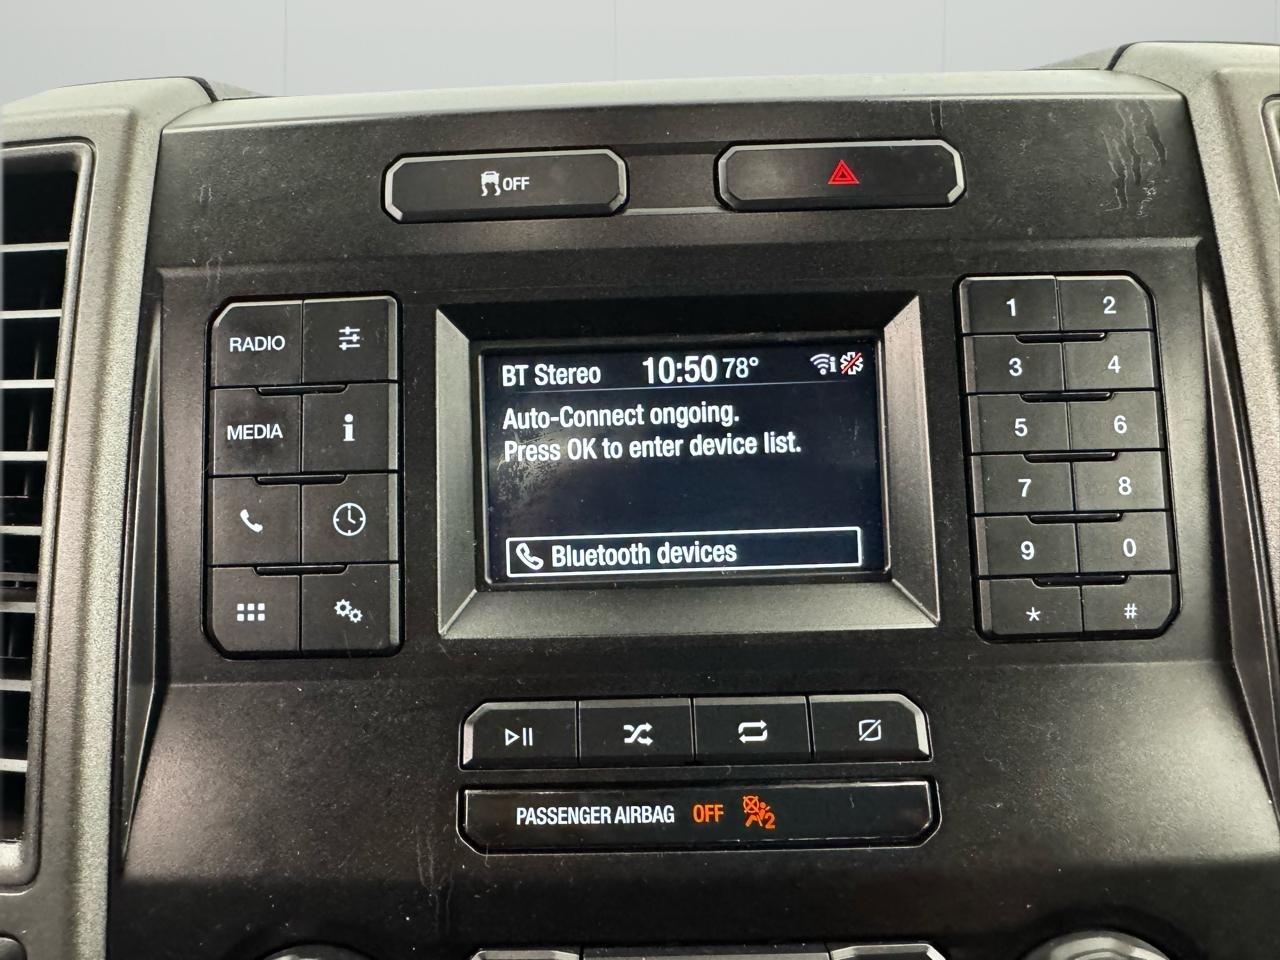 OFF
RADIO
MEDIA
BT Stereo 10:50 78°
Auto-Connect ongoing.
Press OK to enter device list.
Bluetooth devices
1 2
3 4
5 6
7 8
9 0
* #
PASSENGER AIRBAG OFF 2